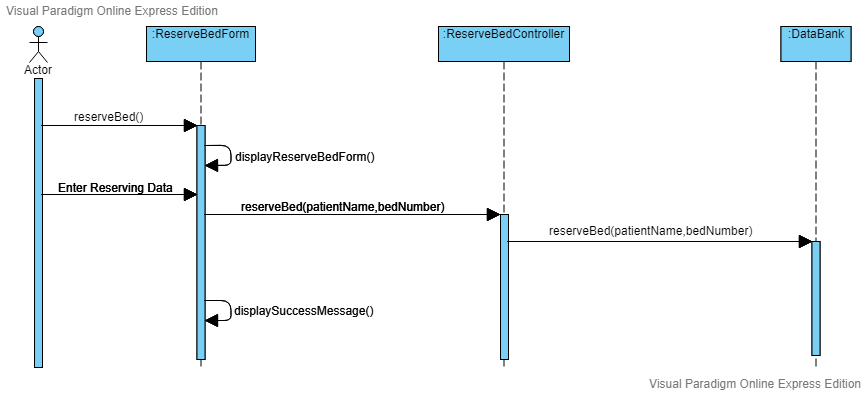 Visual Paradigm Online Express Edition
Actor
:ReserveBedForm
:ReserveBedController
:DataBank
reserveBed()
displayReserveBedForm()
Enter Reserving Data
reserveBed(patientName,bedNumber)
reserveBed(patientName,bedNumber)
displaySuccessMessage()
Visual Paradigm Online Express Edition